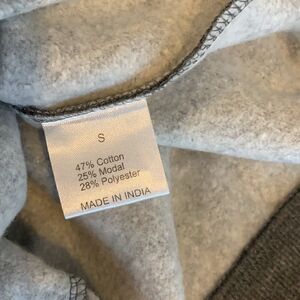 S
47% Cotton
25% Modal
28% Polyester
MADE IN INDIA